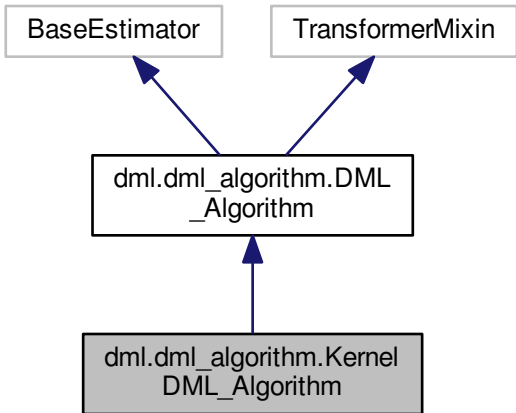 BaseEstimator
TransformerMixin
dml.dml_algorithm.DML
_Algorithm
dml.dml_algorithm.Kernel
DML_Algorithm